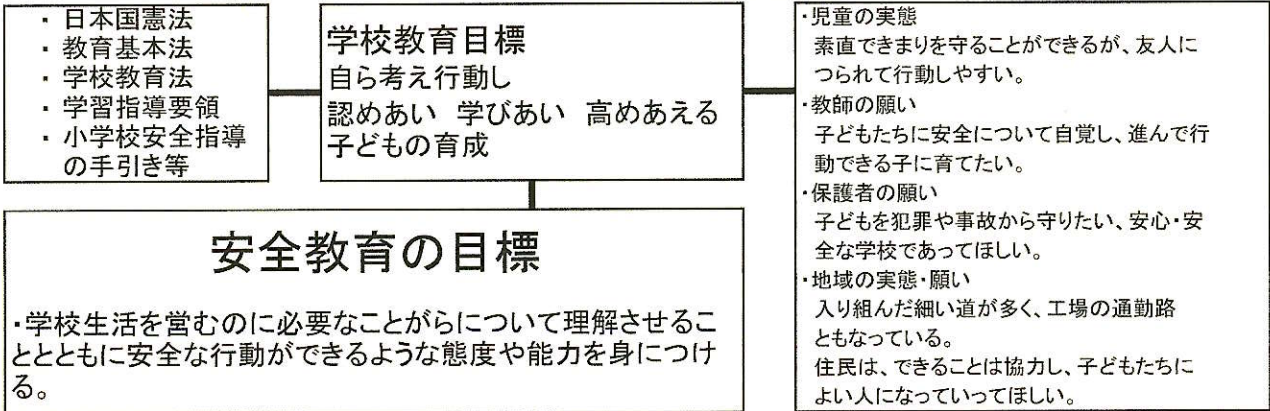 ・ 日本国憲法
・ 教育基本法
・ 学校教育法
・ 学習指導要領
・ 小学校安全指導
の手引き等
学校教育目標
自ら考え行動し
認めあい 学びあい 高めあえる
子どもの育成
・児童の実態
素直できまりを守ることができるが、友人に
つられて行動しやすい。
・教師の願い
子どもたちに安全について自覚し、進んで行
動できる子に育てたい。
・保護者の願い
子どもを犯罪や事故から守りたい、安心・安
全な学校であってほしい。
・地域の実態・願い
入り組んだ細い道が多く、工場の通勤路
ともなっている。
住民は、できることは協力し、子どもたちに
よい人になっていってほしい。
安全教育の目標
・学校生活を営むのに必要なことがらについて理解させるこ
ととともに安全な行動ができるような態度や能力を身につけ
る。